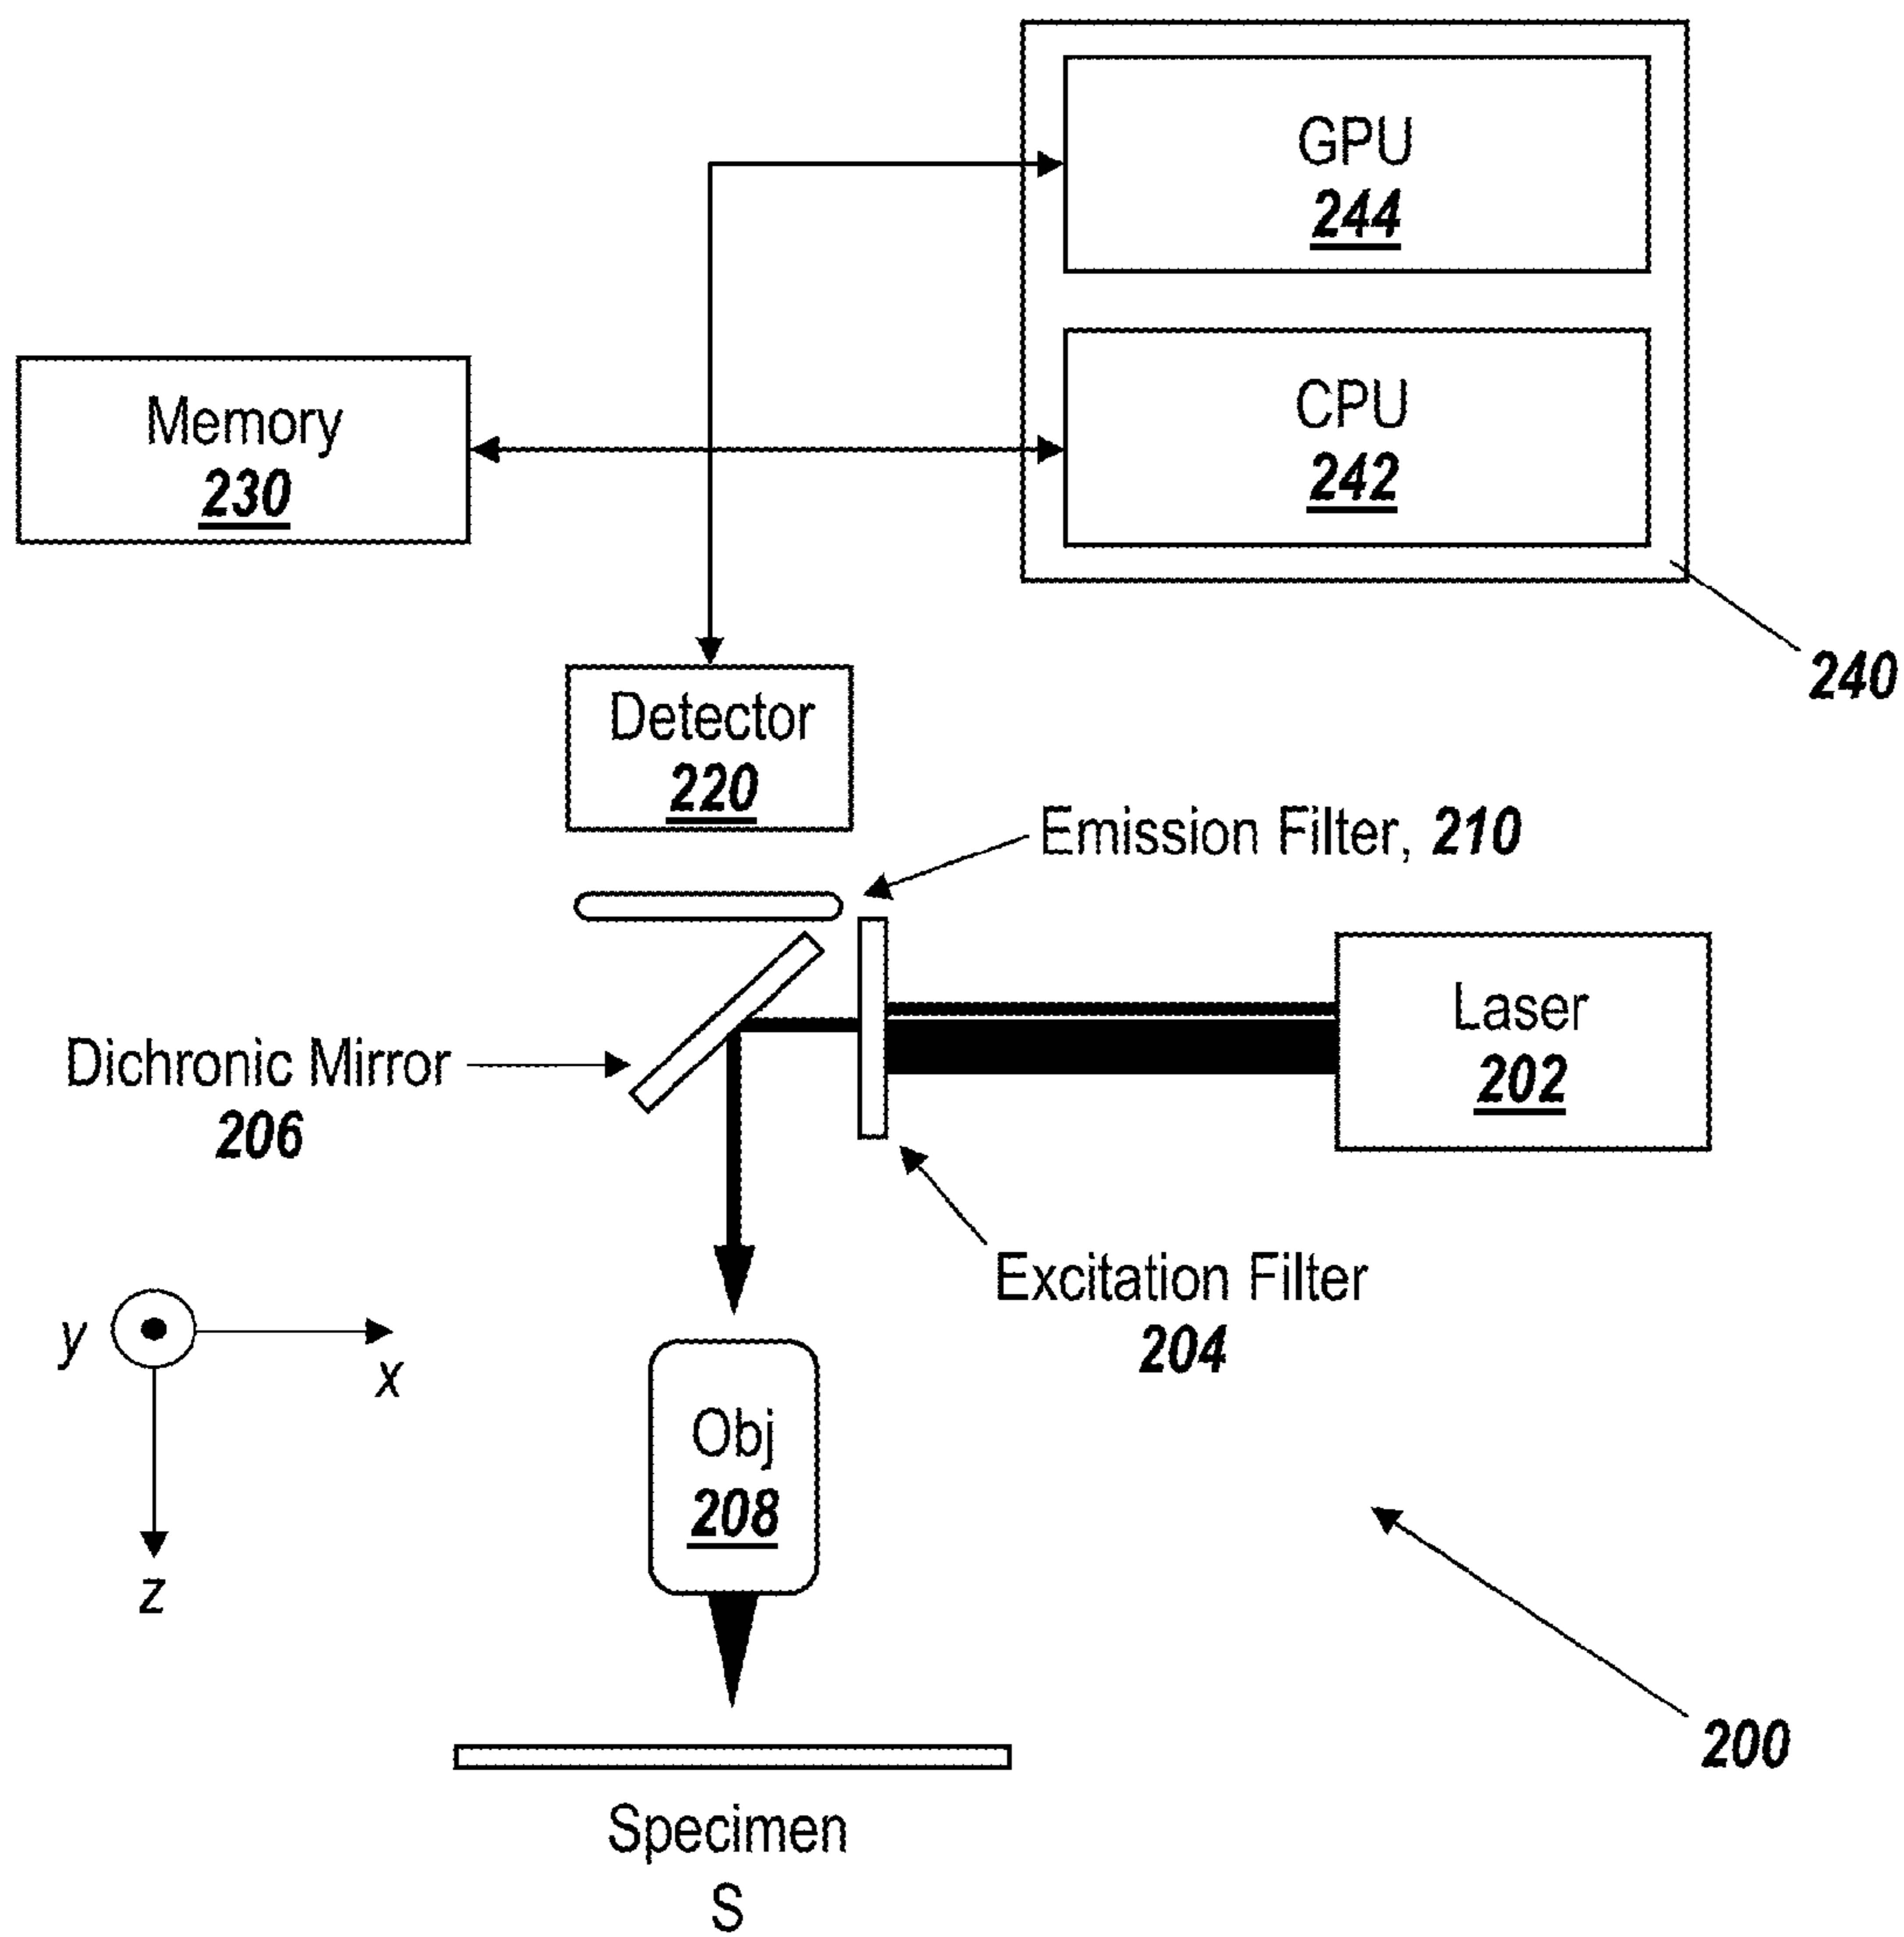 GPU
244
Memory
230
CPU
242
240
Detector
220
Emission Filter, 210
Laser
202
Dichronic Mirror
206
Excitation Filter
204
y
x
z
Obj
208
200
Specimen
S